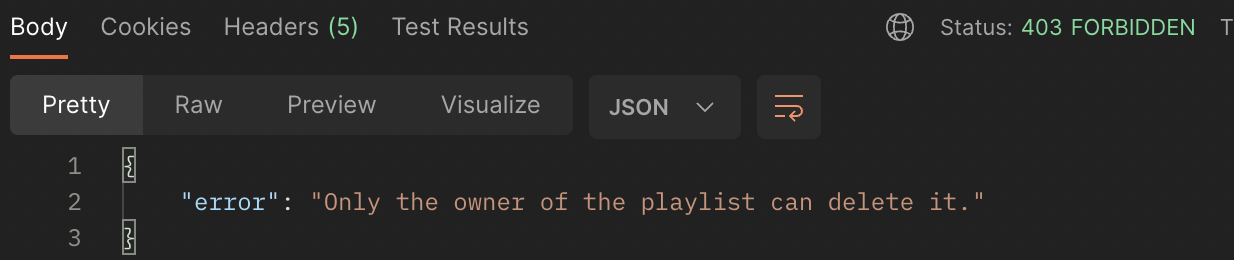 Body Cookies Headers (5) Test Results Status: 403 FORBIDDEN T
Pretty Raw Preview Visualize JSON
1 {
2 "error": "Only the owner of the playlist can delete it."
3 }